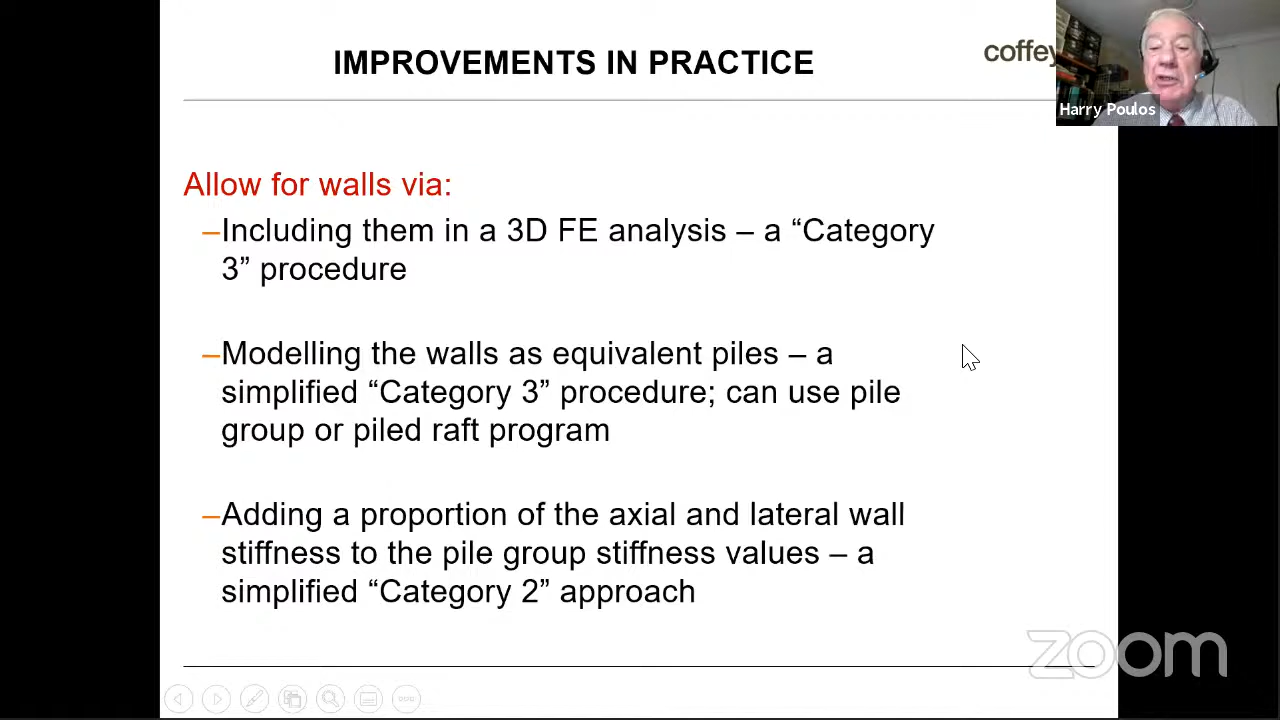 IMPROVEMENTS IN PRACTICE
coffey
Harry Poulos
Allow for walls via:
–Including them in a 3D FE analysis – a “Category
3” procedure
–Modelling the walls as equivalent piles – a
simplified “Category 3” procedure; can use pile
group or piled raft program
–Adding a proportion of the axial and lateral wall
stiffness to the pile group stiffness values – a
simplified “Category 2” approach
zoom